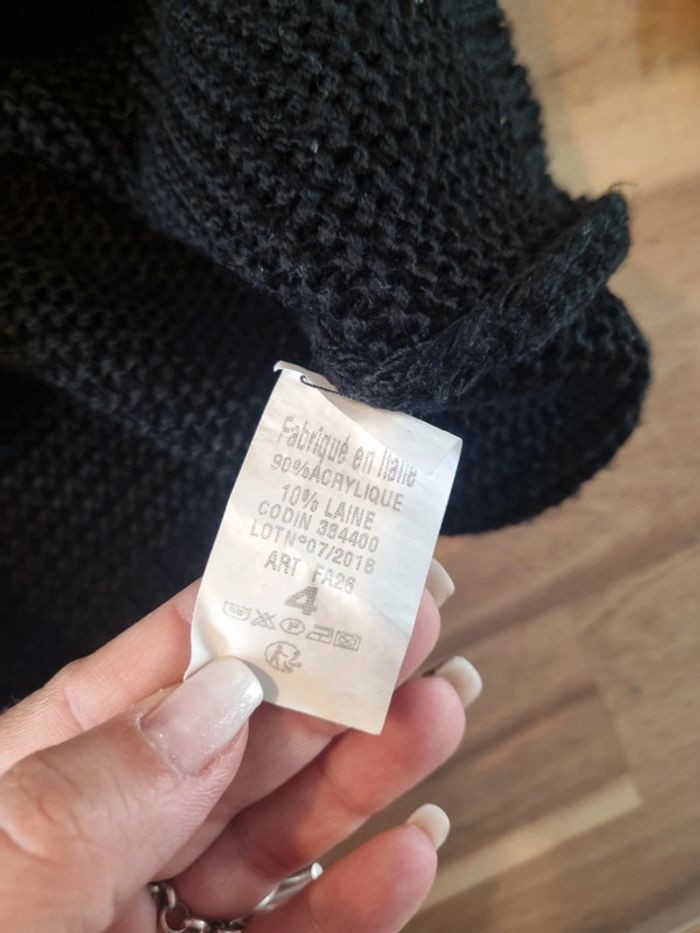 Fabriqué en Italie
90%ACRYLIQUE
10% LAINE
CODIN 384400
LOTN°07/2018
ART FA26
4